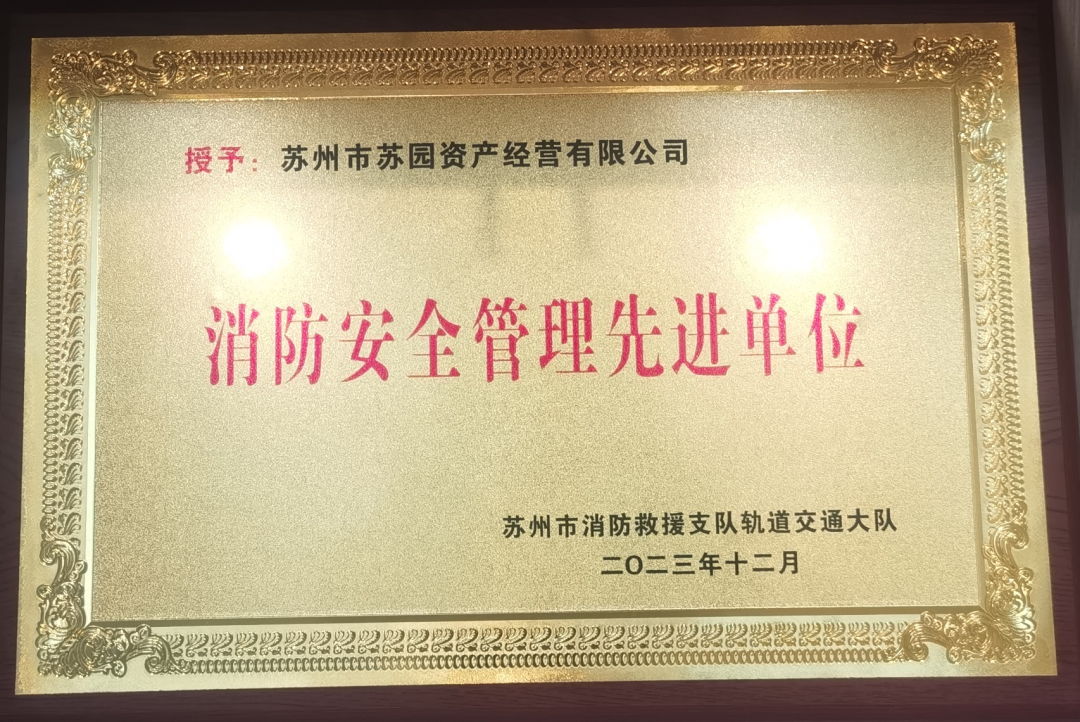 授予：苏州市苏园资产经营有限公司
消防安全管理先进单位
苏州市消防救援支队轨道交通大队
二〇二三年十二月